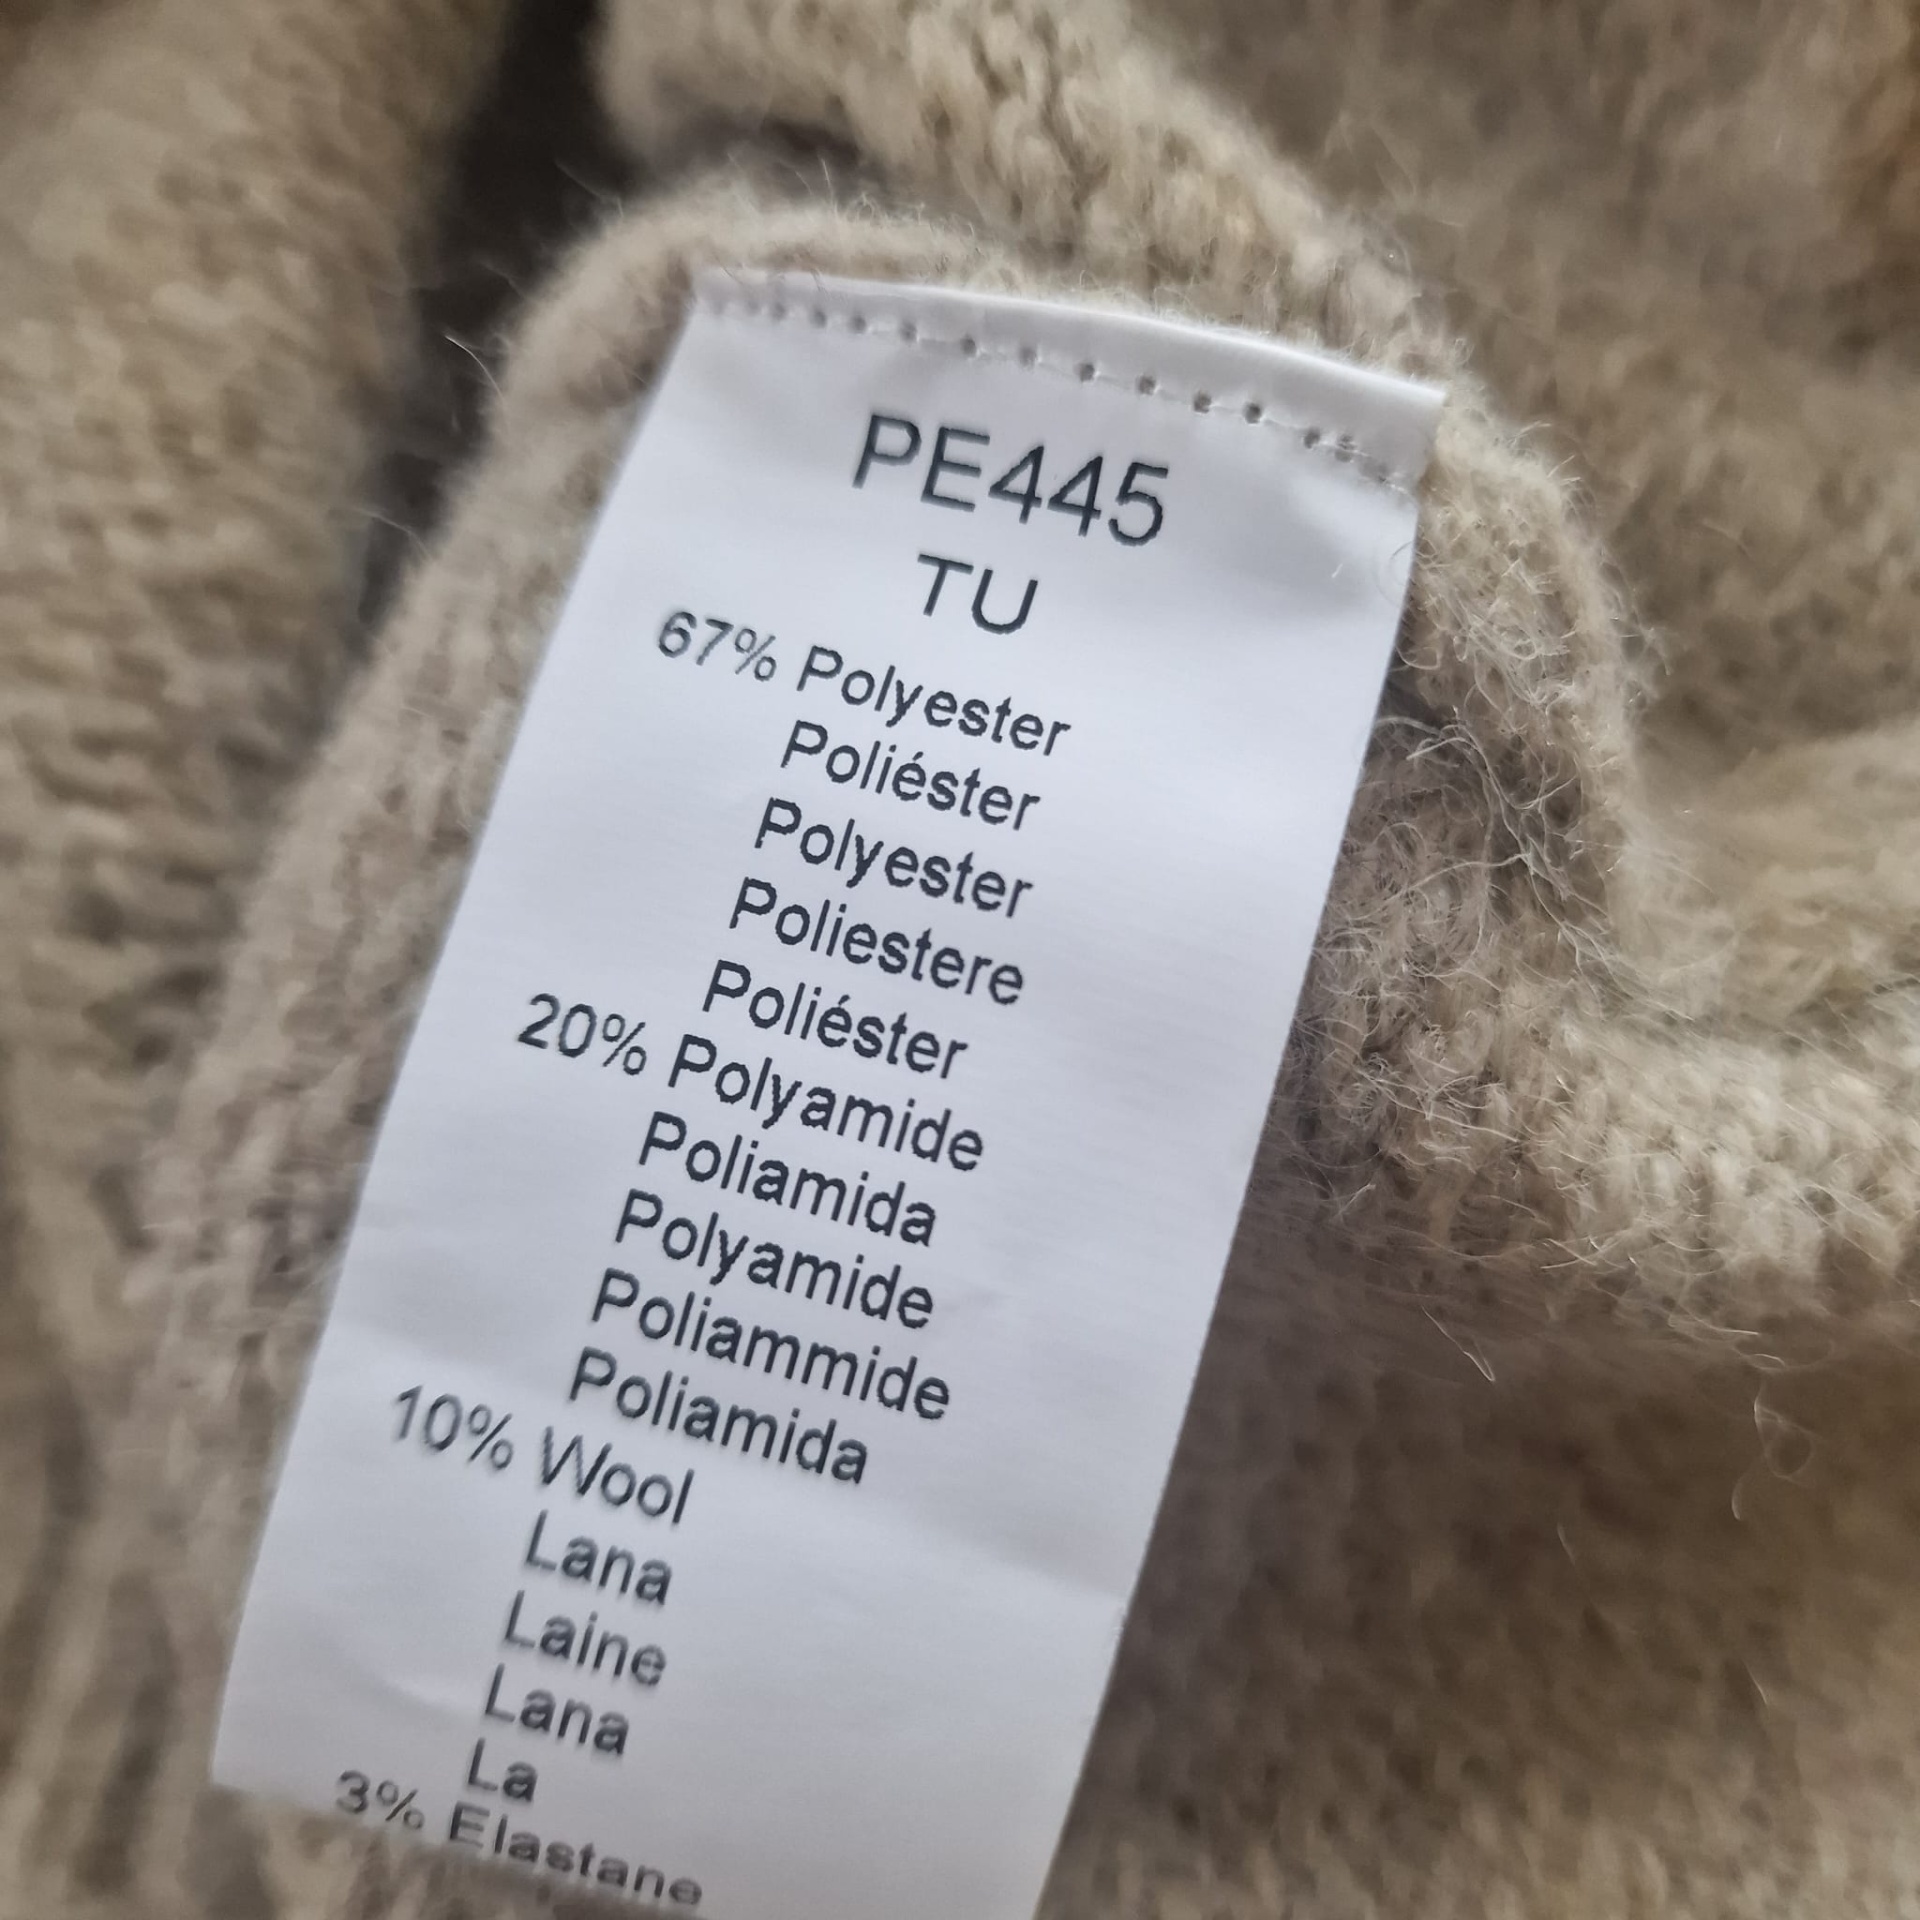 PE445
TU
67% Polyester
Poliéster
Polyester
Poliestere
Poliéster
20% Polyamide
Poliamida
Polyamide
Poliammide
Poliamida
10% Wool
Lana
Laine
Lana
La
3% Elastane